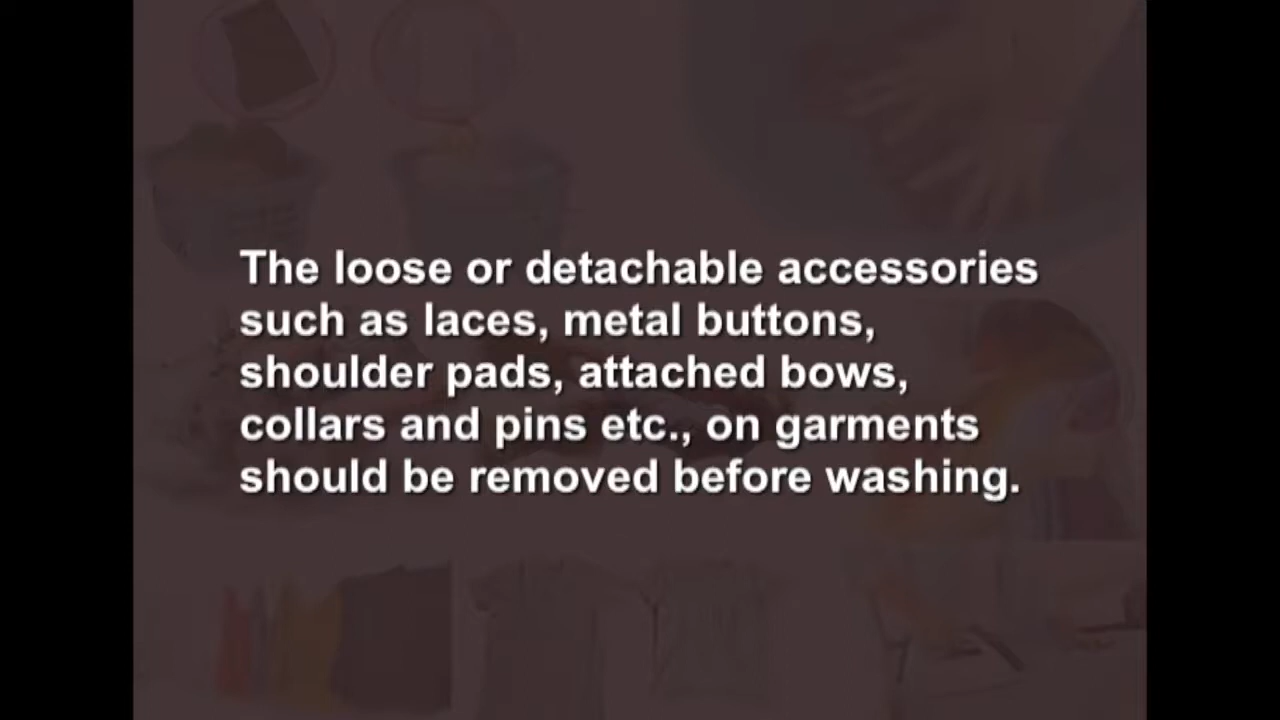 The loose or detachable accessories
such as laces, metal buttons,
shoulder pads, attached bows,
collars and pins etc., on garments
should be removed before washing.